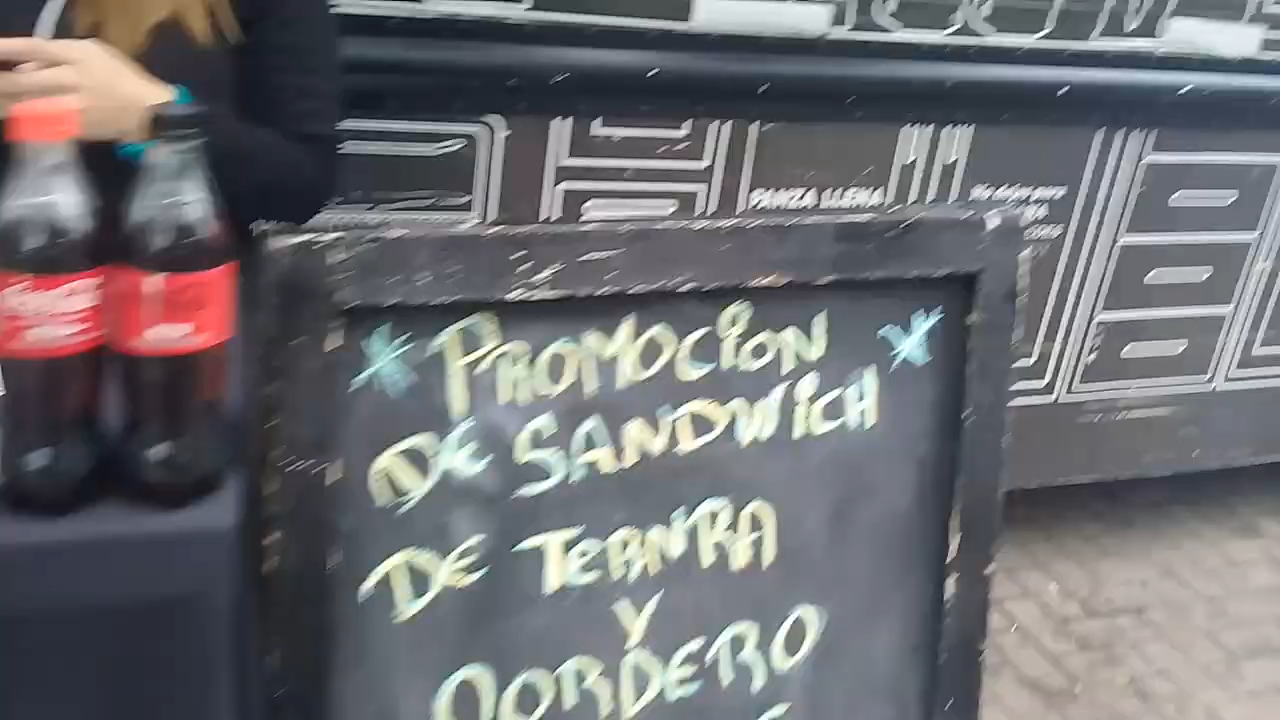 PANZA LLENA
PROMOCION
DE SANDWICH
DE TERNRA
Y
CORDERO